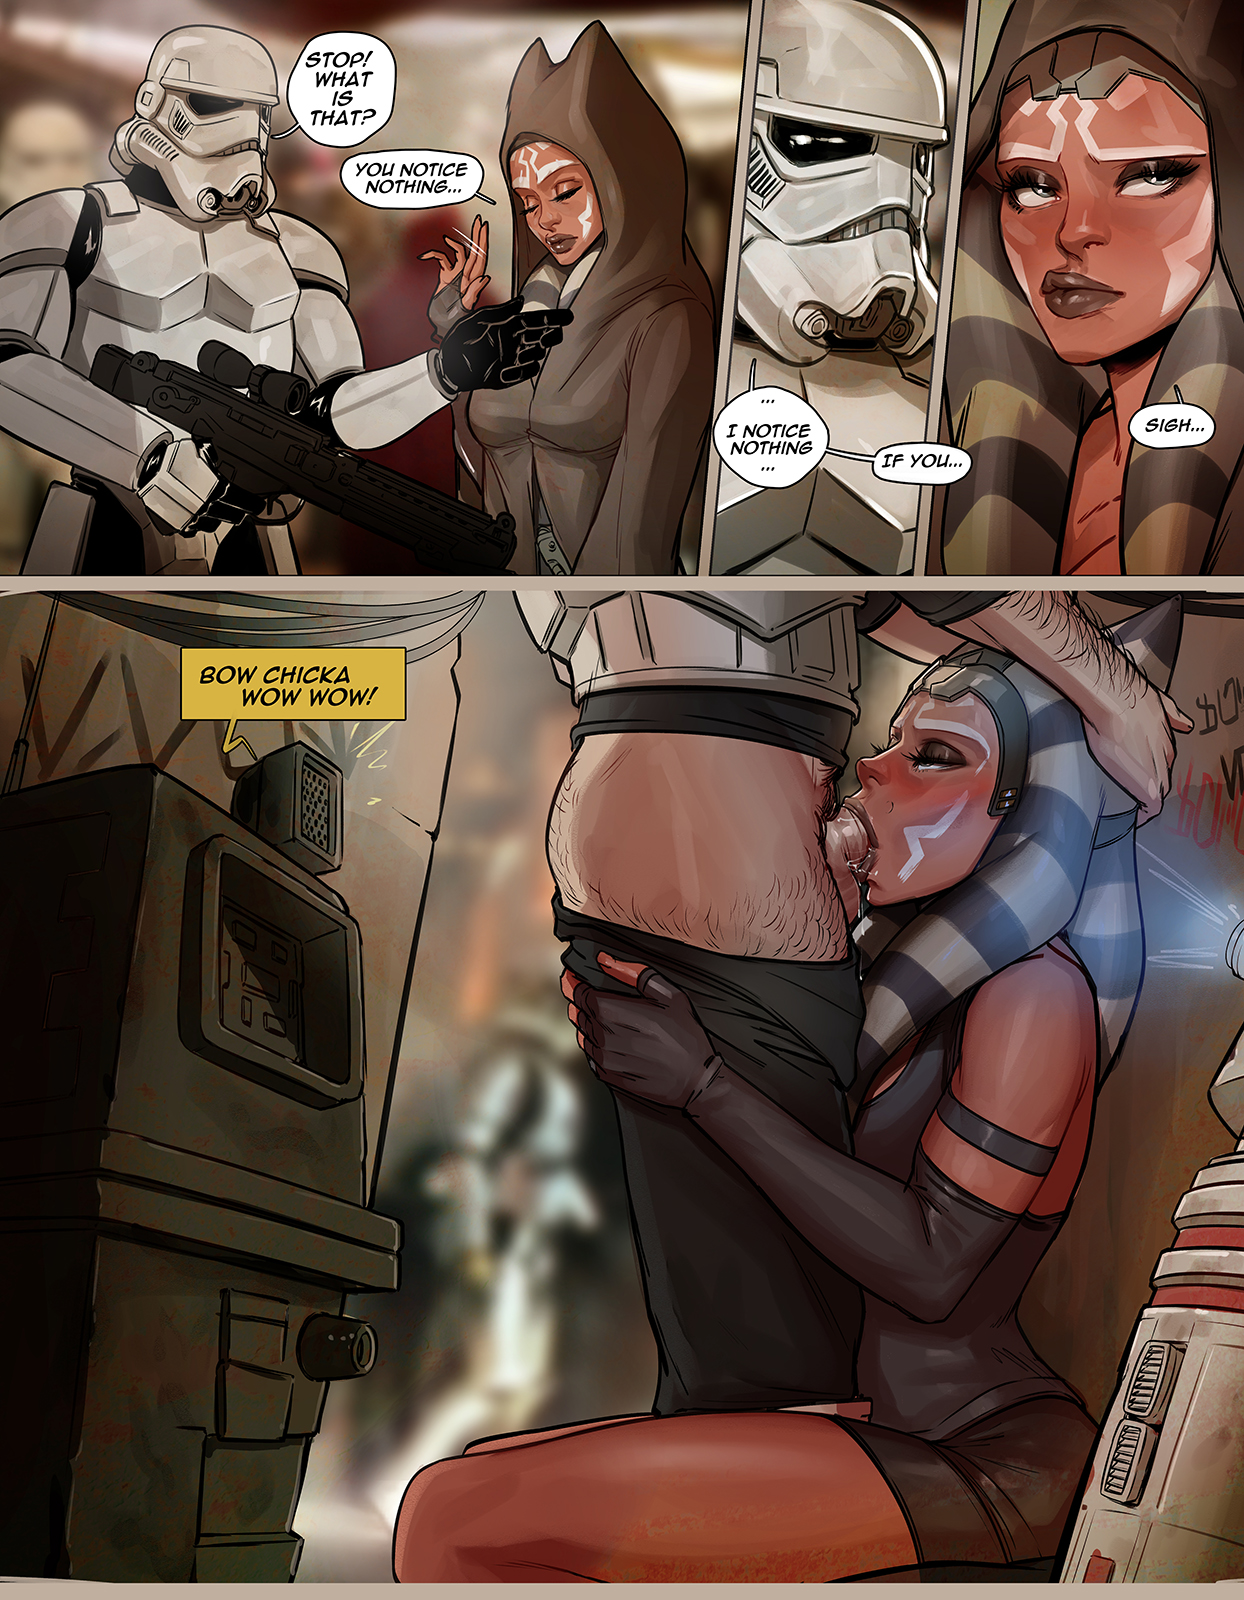 STOP!
WHAT
IS
THAT?
YOU NOTICE
NOTHING...
...
I NOTICE
NOTHING
...
IF YOU...
SIGH...
BOW CHICKA
WOW WOW!